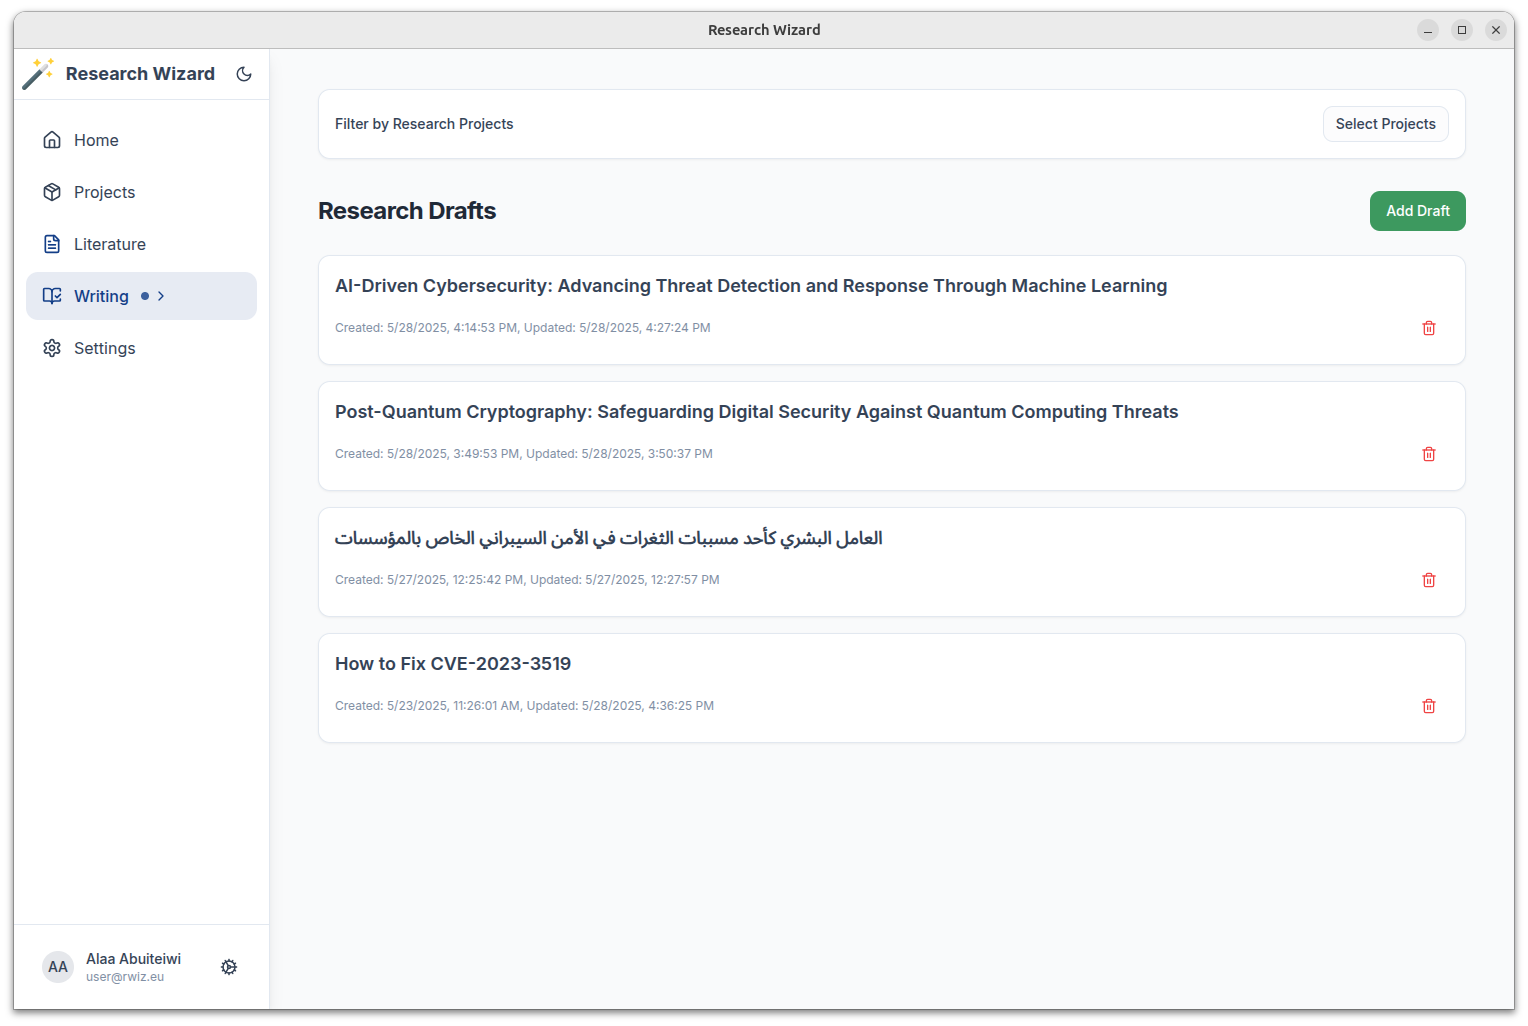 Research Wizard
Research Wizard
Home
Projects
Literature
Writing
Settings
Filter by Research Projects
Select Projects
Research Drafts
Add Draft
AI-Driven Cybersecurity: Advancing Threat Detection and Response Through Machine Learning
Created: 5/28/2025, 4:14:53 PM, Updated: 5/28/2025, 4:27:24 PM
Post-Quantum Cryptography: Safeguarding Digital Security Against Quantum Computing Threats
Created: 5/28/2025, 3:49:53 PM, Updated: 5/28/2025, 3:50:37 PM
العامل البشري كأحد مسببات الثغرات في الأمن السيبراني الخاص بالمؤسسات
Created: 5/27/2025, 12:25:42 PM, Updated: 5/27/2025, 12:27:57 PM
How to Fix CVE-2023-3519
Created: 5/23/2025, 11:26:01 AM, Updated: 5/28/2025, 4:36:25 PM
AA
Alaa Abuiteiwi
user@rwiz.eu